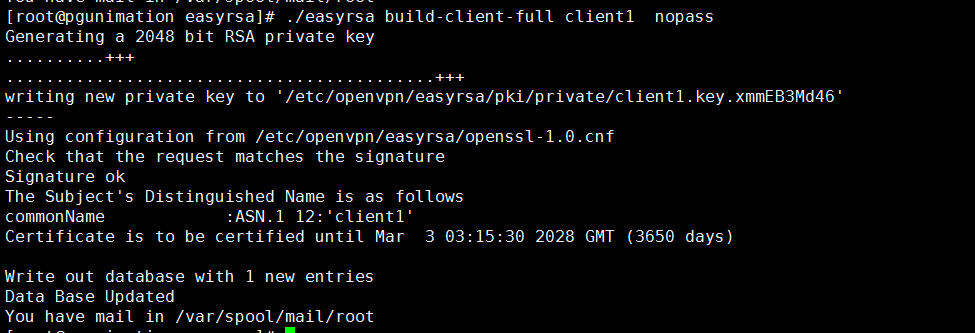 [root@pgunimation easyrsa]# ./easyrsa build-client-full client1  nopass
Generating a 2048 bit RSA private key
..........+++
..........................................+++
writing new private key to '/etc/openvpn/easyrsa/pki/private/client1.key.xmmEB3Md46'
-----
Using configuration from /etc/openvpn/easyrsa/openssl-1.0.cnf
Check that the request matches the signature
Signature ok
The Subject's Distinguished Name is as follows
commonName            :ASN.1 12:'client1'
Certificate is to be certified until Mar  3 03:15:30 2028 GMT (3650 days)
Write out database with 1 new entries
Data Base Updated
You have mail in /var/spool/mail/root